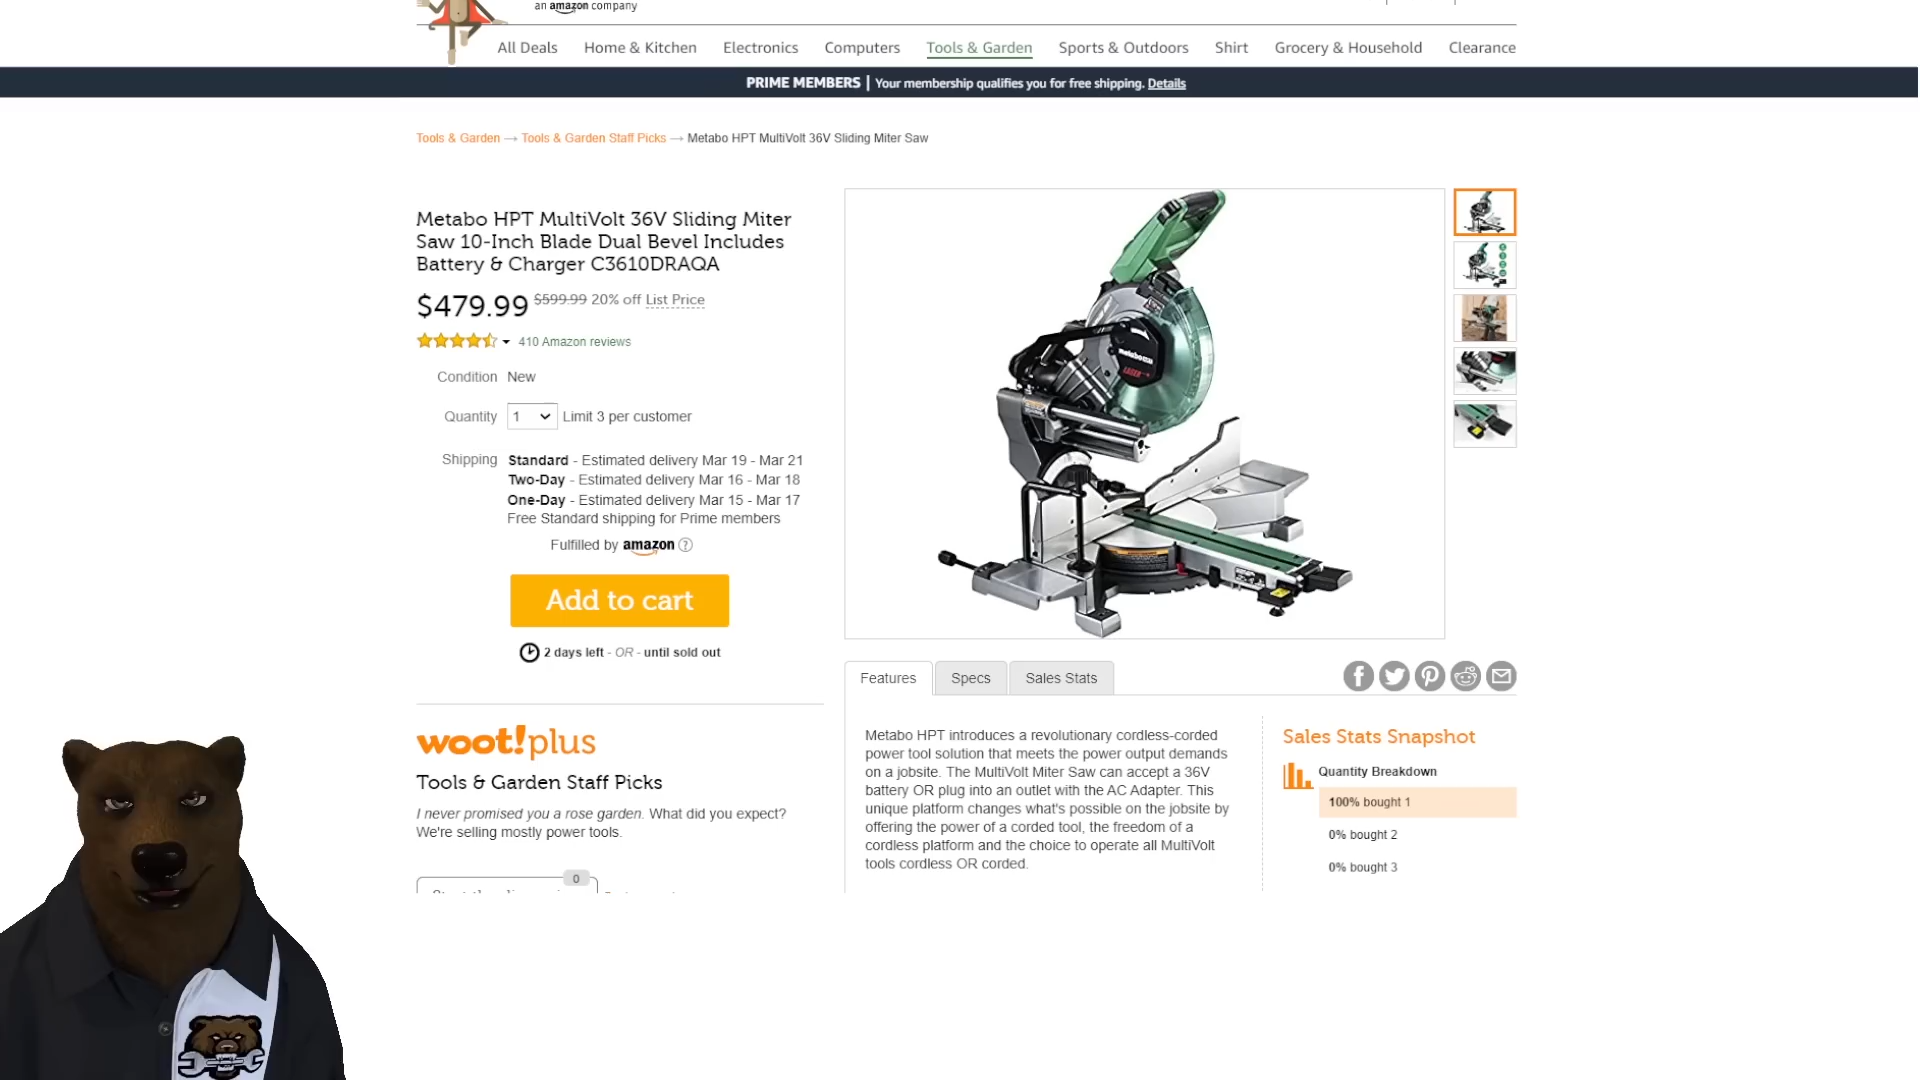 an amazon company
All Deals Home & Kitchen Electronics Computers Tools & Garden Sports & Outdoors Shirt Grocery & Household Clearance
PRIME MEMBERS | Your membership qualifies you for free shipping. Details
Tools & Garden → Tools & Garden Staff Picks → Metabo HPT MultiVolt 36V Sliding Miter Saw
Metabo HPT MultiVolt 36V Sliding Miter
Saw 10-Inch Blade Dual Bevel Includes
Battery & Charger C3610DRAQA
$479.99 $599.99 20% off List Price
410 Amazon reviews
Condition New
Quantity 1 Limit 3 per customer
Shipping Standard - Estimated delivery Mar 19 - Mar 21
Two-Day - Estimated delivery Mar 16 - Mar 18
One-Day - Estimated delivery Mar 15 - Mar 17
Free Standard shipping for Prime members
Fulfilled by amazon ?
Add to cart
2 days left - OR - until sold out
woot!plus
Tools & Garden Staff Picks
I never promised you a rose garden. What did you expect?
We're selling mostly power tools.
0
metabo HPT
LASER
Features Specs Sales Stats
Metabo HPT introduces a revolutionary cordless-corded
power tool solution that meets the power output demands
on a jobsite. The MultiVolt Miter Saw can accept a 36V
battery OR plug into an outlet with the AC Adapter. This
unique platform changes what's possible on the jobsite by
offering the power of a corded tool, the freedom of a
cordless platform and the choice to operate all MultiVolt
tools cordless OR corded.
Sales Stats Snapshot
Quantity Breakdown
100% bought 1
0% bought 2
0% bought 3